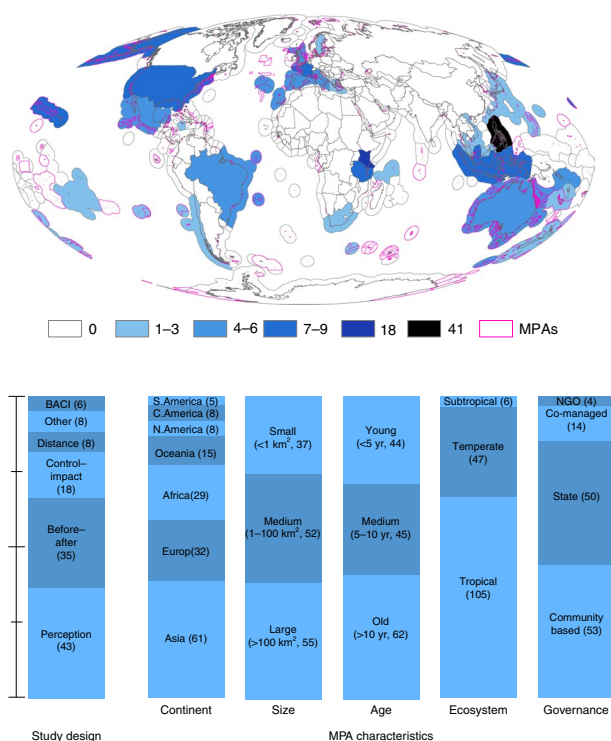 0
1–3
4–6
7–9
18
41
MPAs
BACI (6)
Other (8)
Distance (8)
Control–
impact
(18)
Before–
after
(35)
Perception
(43)
S.America (5)
C.America (8)
N.America (8)
Oceania (15)
Africa(29)
Europ(32)
Asia (61)
Small
(<1 km², 37)
Medium
(1–100 km², 52)
Large
(>100 km², 55)
Young
(<5 yr, 44)
Medium
(5–10 yr, 45)
Old
(>10 yr, 62)
Subtropical (6)
Temperate
(47)
Tropical
(105)
NGO (4)
Co-managed
(14)
State (50)
Community
based (53)
Continent
Size
Age
Ecosystem
Governance
Study design
MPA characteristics